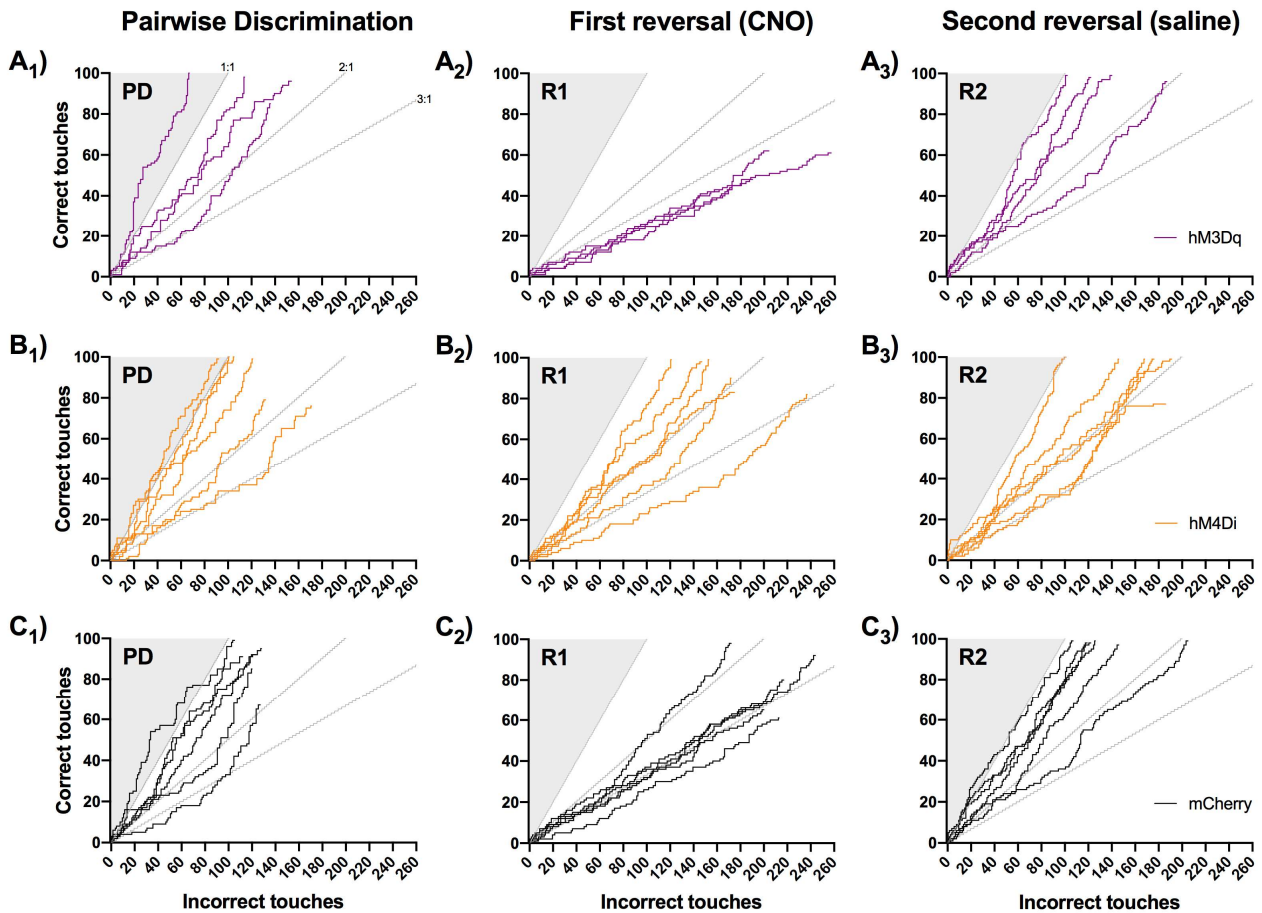 Pairwise Discrimination First reversal (CNO) Second reversal (saline)
A1) A2) A3)
PD 1:1 2:1 3:1 R1 R2
Correct touches
100 80 60 40 20 0
0 20 40 60 80 100 120 140 160 180 200 220 240 260
100 80 60 40 20 0
0 20 40 60 80 100 120 140 160 180 200 220 240 260
100 80 60 40 20 0
0 20 40 60 80 100 120 140 160 180 200 220 240 260
hM3Dq
B1) B2) B3)
PD R1 R2
Correct touches
100 80 60 40 20 0
0 20 40 60 80 100 120 140 160 180 200 220 240 260
100 80 60 40 20 0
0 20 40 60 80 100 120 140 160 180 200 220 240 260
100 80 60 40 20 0
0 20 40 60 80 100 120 140 160 180 200 220 240 260
hM4Di
C1) C2) C3)
PD R1 R2
Correct touches
100 80 60 40 20 0
0 20 40 60 80 100 120 140 160 180 200 220 240 260
100 80 60 40 20 0
0 20 40 60 80 100 120 140 160 180 200 220 240 260
100 80 60 40 20 0
0 20 40 60 80 100 120 140 160 180 200 220 240 260
mCherry
Incorrect touches Incorrect touches Incorrect touches